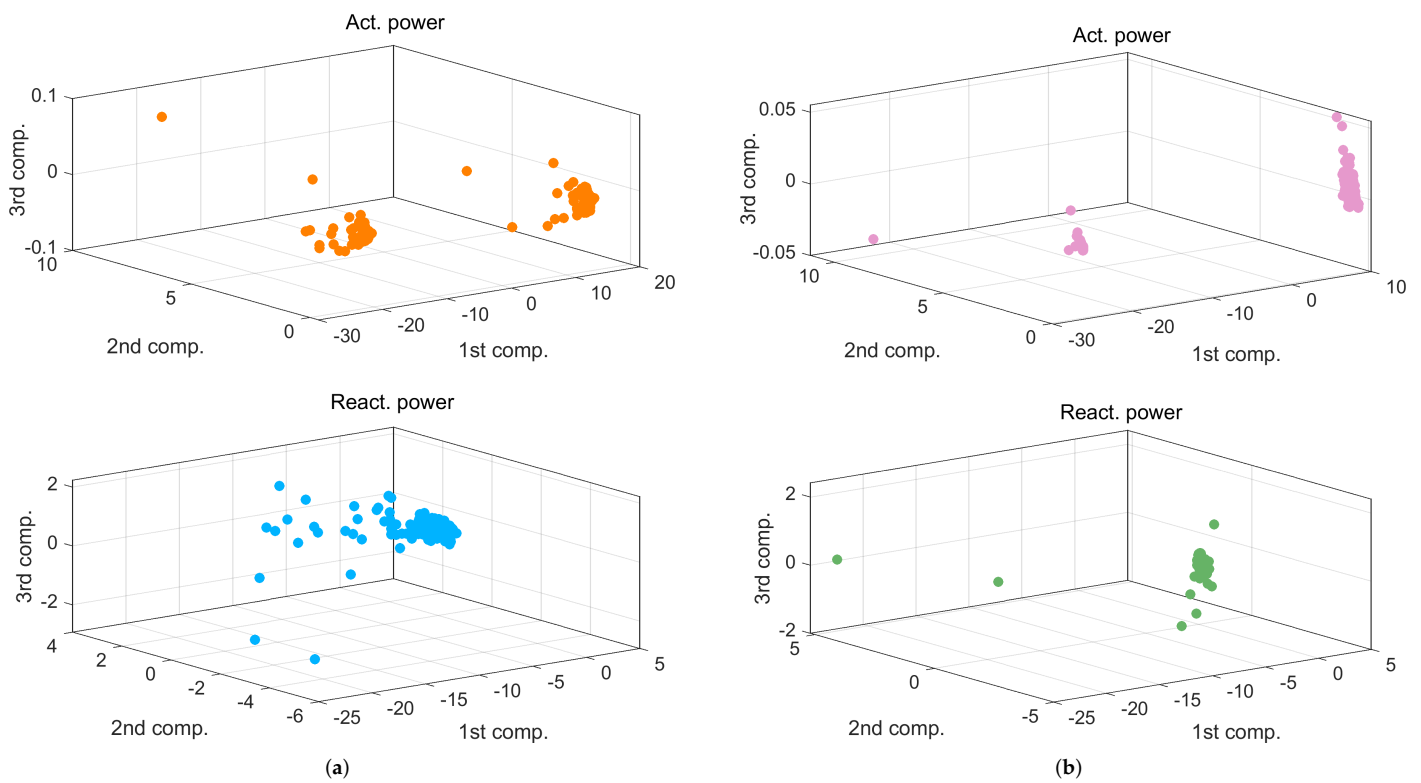 Act. power
0.1
0
-0.1
3rd comp.
10
5
0
2nd comp.
-30
-20
-10
0
10
20
1st comp.
Act. power
0.05
0
-0.05
3rd comp.
10
5
0
2nd comp.
-30
-20
-10
0
10
1st comp.
React. power
2
0
-2
3rd comp.
4
2
0
-2
-4
-6
2nd comp.
-25
-20
-15
-10
-5
0
5
1st comp.
(a)
React. power
2
0
-2
3rd comp.
5
0
-5
2nd comp.
-25
-20
-15
-10
-5
0
5
1st comp.
(b)